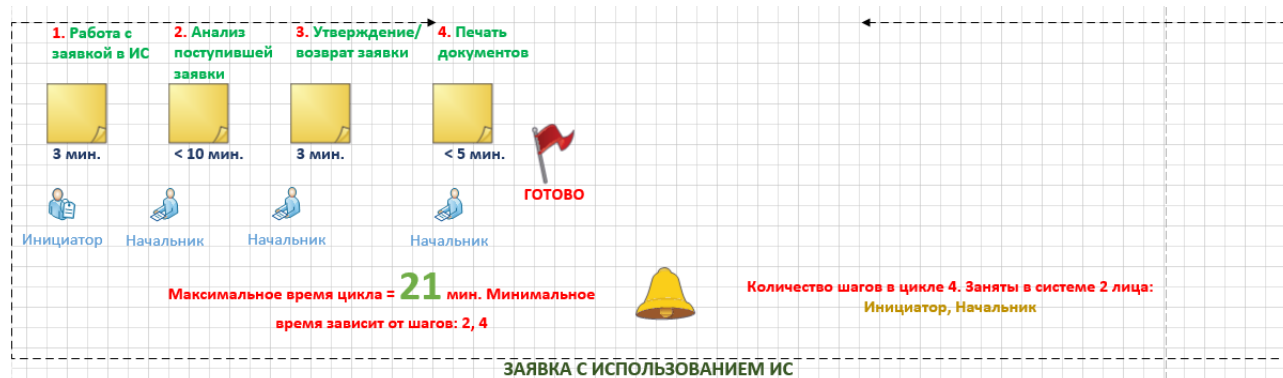 1. Работа с
заявкой в ИС
2. Анализ
поступившей
заявки
3. Утверждение/
возврат заявки
4. Печать
документов
3 мин.
< 10 мин.
3 мин.
< 5 мин.
ГОТОВО
Инициатор
Начальник
Начальник
Начальник
Максимальное время цикла = 21 мин. Минимальное
время зависит от шагов: 2, 4
Количество шагов в цикле 4. Заняты в системе 2 лица:
Инициатор, Начальник
ЗАЯВКА С ИСПОЛЬЗОВАНИЕМ ИС